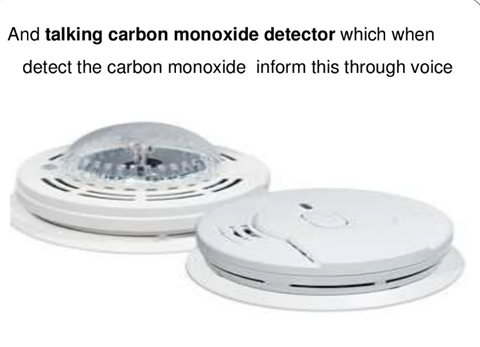 And talking carbon monoxide detector which when
detect the carbon monoxide inform this through voice